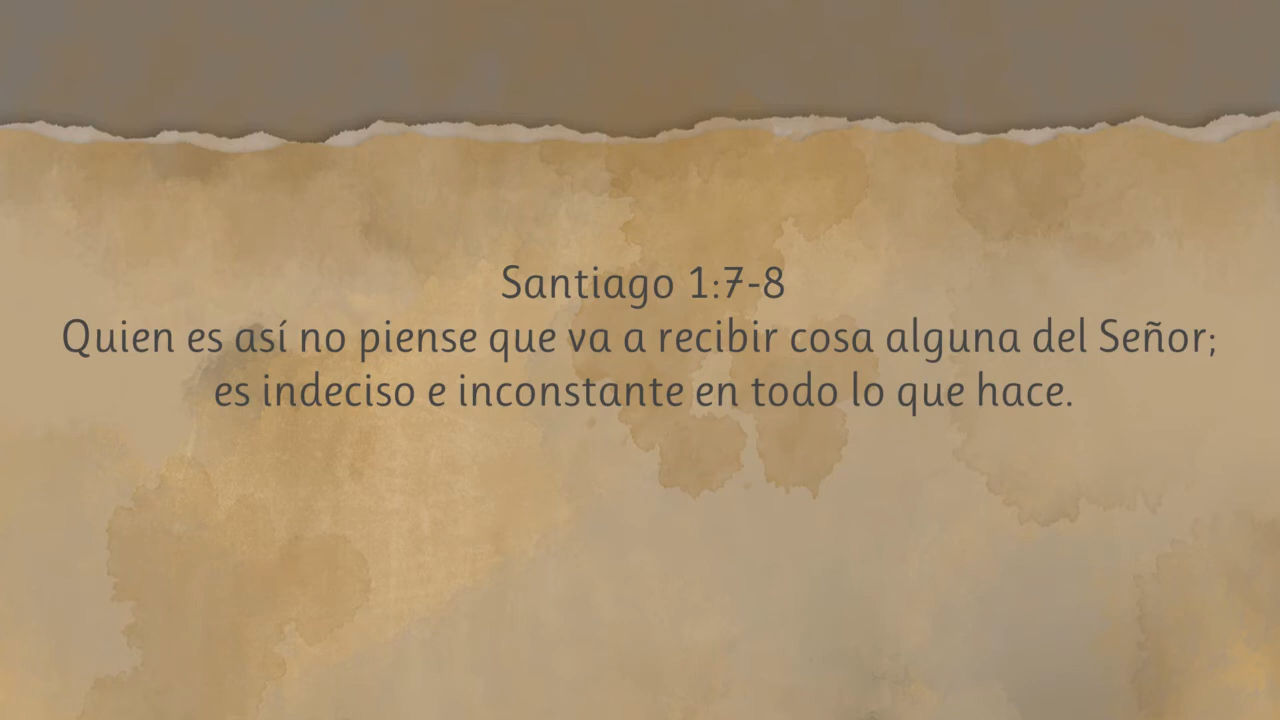 Santiago 1:7-8
Quien es así no piense que va a recibir cosa alguna del Señor;
es indeciso e inconstante en todo lo que hace.